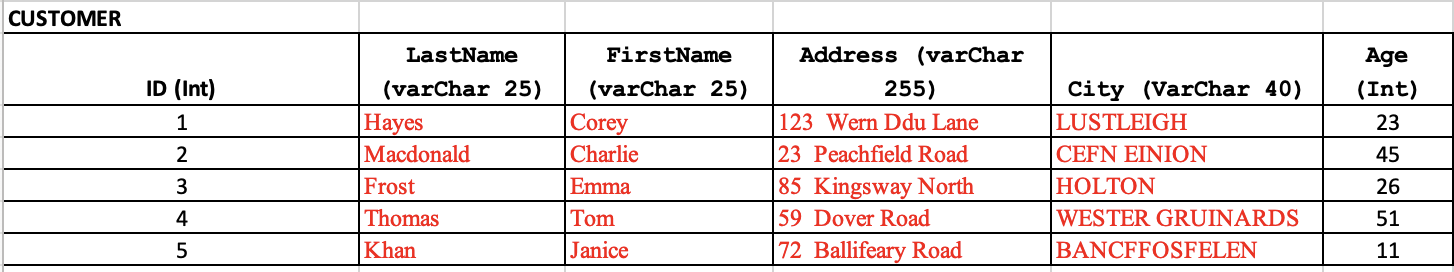 CUSTOMER
ID (Int) LastName (varChar 25) FirstName (varChar 25) Address (varChar 255) City (VarChar 40) Age (Int)
1 Hayes Corey 123 Wern Ddu Lane LUSTLEIGH 23
2 Macdonald Charlie 23 Peachfield Road CEFN EINION 45
3 Frost Emma 85 Kingsway North HOLTON 26
4 Thomas Tom 59 Dover Road WESTER GRUINARDS 51
5 Khan Janice 72 Ballifeary Road BANCFFOSFELEN 11